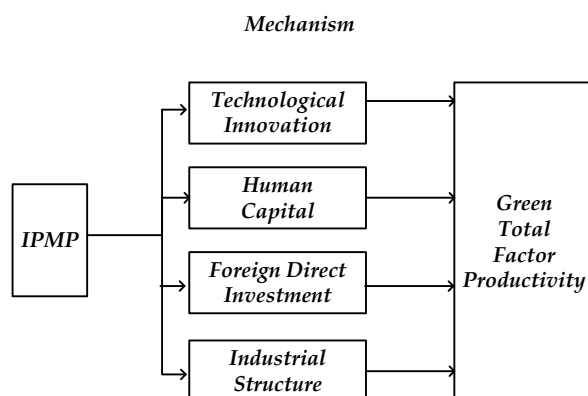 Mechanism
IPMP
Technological
Innovation
Human
Capital
Foreign Direct
Investment
Industrial
Structure
Green
Total
Factor
Productivity